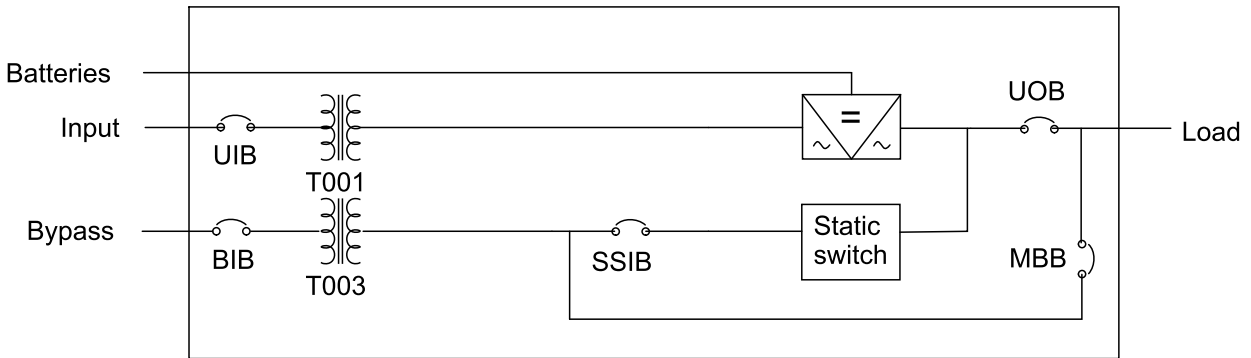 Batteries
UOB
Input
Load
UIB
T001
Bypass
Static
switch
BIB
SSIB
MBB
T003